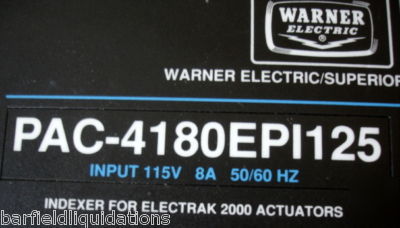 WARNER
ELECTRIC
®
WARNER ELECTRIC/SUPERIOR
PAC-4180EPI125
INPUT 115V 8A 50/60 HZ
INDEXER FOR ELECTRAK 2000 ACTUATORS
barfieldliquidations